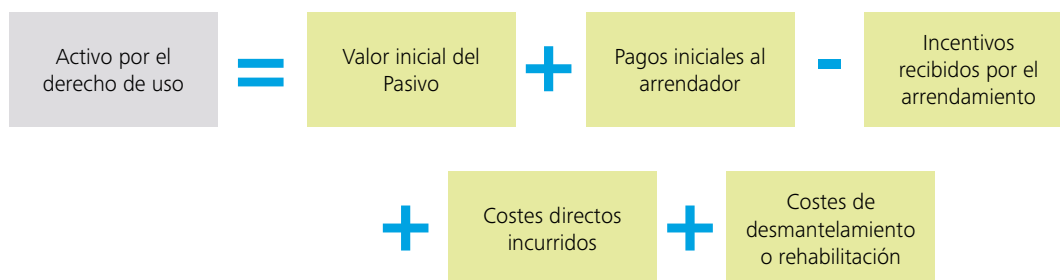 Activo por el
derecho de uso
=
Valor inicial del
Pasivo
+
Pagos iniciales al
arrendador
-
Incentivos
recibidos por el
arrendamiento
+
Costes directos
incurridos
+
Costes de
desmantelamiento
o rehabilitación